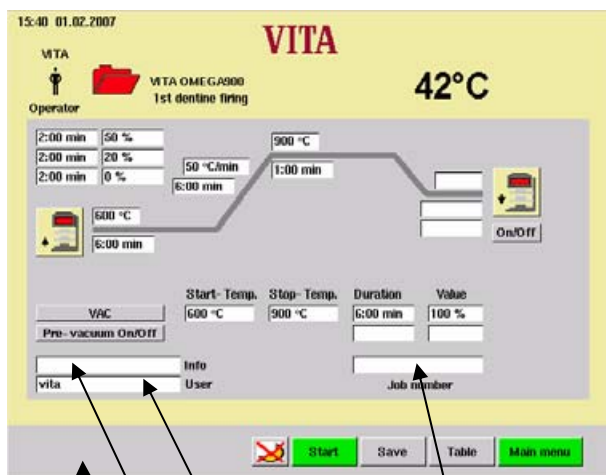 15:40 01.02.2007
VITA
VITA
Operator
VITA OMEGA900
1st dentine firing
42°C
2:00 min 50 %
2:00 min 20 %
2:00 min 0 %
50 °C/min
6:00 min
900 °C
1:00 min
600 °C
6:00 min
On/Off
Start-Temp. Stop-Temp. Duration Value
VAC 600 °C 900 °C 6:00 min 100 %
Pre-vacuum On/Off
Info
vita User Job number
Start Save Table Main menu